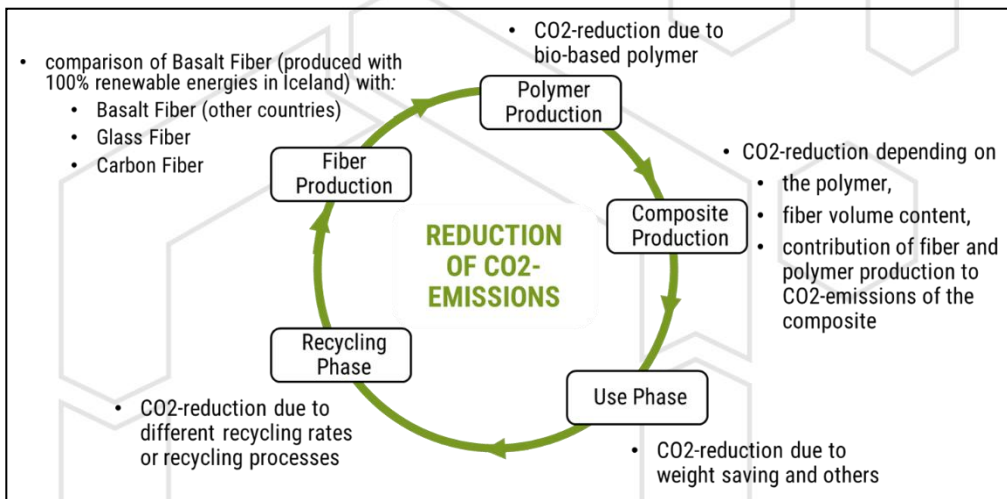 CO2-reduction due to
bio-based polymer
• comparison of Basalt Fiber (produced with
100% renewable energies in Iceland) with:
• Basalt Fiber (other countries)
• Glass Fiber
• Carbon Fiber
Polymer
Production
Fiber
Production
Composite
Production
• CO2-reduction depending on
• the polymer,
• fiber volume content,
• contribution of fiber and
polymer production to
CO2-emissions of the
composite
REDUCTION
OF CO2-
EMISSIONS
Recycling
Phase
Use Phase
• CO2-reduction due to
different recycling rates
or recycling processes
• CO2-reduction due to
weight saving and others